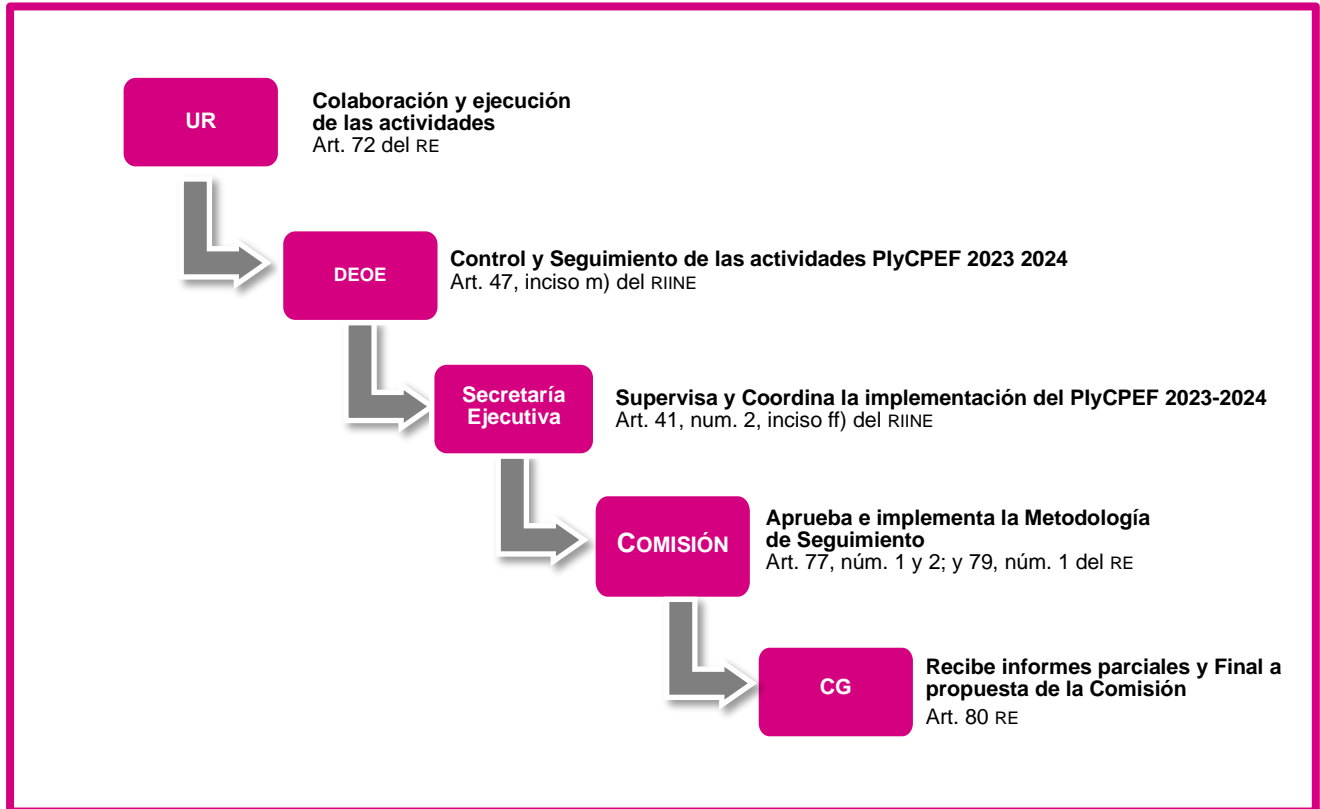 UR
Colaboración y ejecución
de las actividades
Art. 72 del RE
DEOE
Control y Seguimiento de las actividades PIyCPEF 2023 2024
Art. 47, inciso m) del RIINE
Secretaría
Ejecutiva
Supervisa y Coordina la implementación del PIyCPEF 2023-2024
Art. 41, num. 2, inciso ff) del RIINE
COMISIÓN
Aprueba e implementa la Metodología
de Seguimiento
Art. 77, núm. 1 y 2; y 79, núm. 1 del RE
CG
Recibe informes parciales y Final a
propuesta de la Comisión
Art. 80 RE